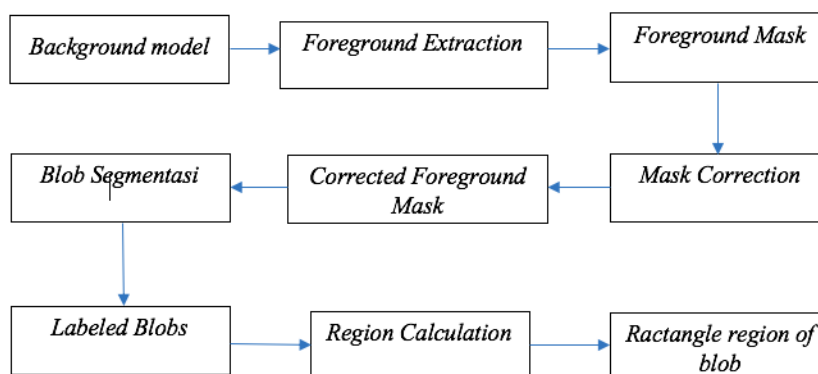 Background model
Foreground Extraction
Foreground Mask
Mask Correction
Corrected Foreground
Mask
Blob Segmentasi
Labeled Blobs
Region Calculation
Ractangle region of
blob